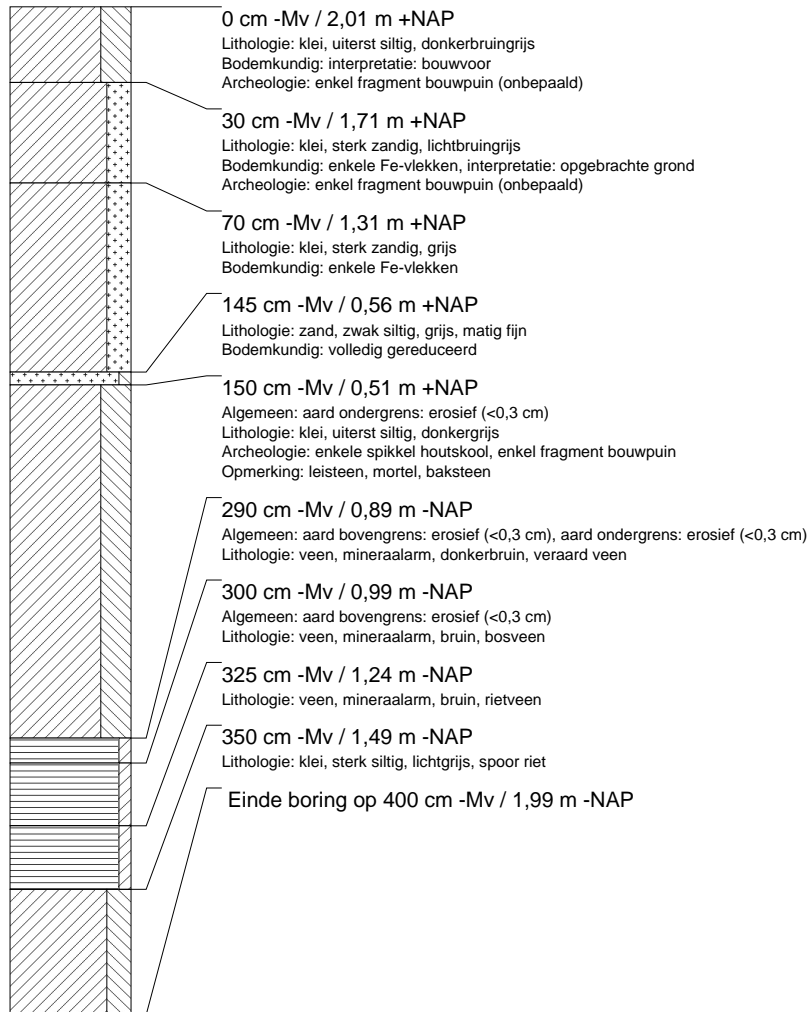 0 cm -Mv / 2,01 m +NAP
Lithologie: klei, uiterst siltig, donkerbruingrijs
Bodemkundig: interpretatie: bouwvoor
Archeologie: enkel fragment bouwpuin (onbepaald)
30 cm -Mv / 1,71 m +NAP
Lithologie: klei, sterk zandig, lichtbruingrijs
Bodemkundig: enkele Fe-vlekken, interpretatie: opgebrachte grond
Archeologie: enkel fragment bouwpuin (onbepaald)
70 cm -Mv / 1,31 m +NAP
Lithologie: klei, sterk zandig, grijs
Bodemkundig: enkele Fe-vlekken
145 cm -Mv / 0,56 m +NAP
Lithologie: zand, zwak siltig, grijs, matig fijn
Bodemkundig: volledig gereduceerd
150 cm -Mv / 0,51 m +NAP
Algemeen: aard ondergrens: erosief (<0,3 cm)
Lithologie: klei, uiterst siltig, donkergrijs
Archeologie: enkele spikkel houtskool, enkel fragment bouwpuin
Opmerking: leisteen, mortel, baksteen
290 cm -Mv / 0,89 m -NAP
Algemeen: aard bovengrens: erosief (<0,3 cm), aard ondergrens: erosief (<0,3 cm)
Lithologie: veen, mineraalarm, donkerbruin, veraard veen
300 cm -Mv / 0,99 m -NAP
Algemeen: aard bovengrens: erosief (<0,3 cm)
Lithologie: veen, mineraalarm, bruin, bosveen
325 cm -Mv / 1,24 m -NAP
Lithologie: veen, mineraalarm, bruin, rietveen
350 cm -Mv / 1,49 m -NAP
Lithologie: klei, sterk siltig, lichtgrijs, spoor riet
Einde boring op 400 cm -Mv / 1,99 m -NAP